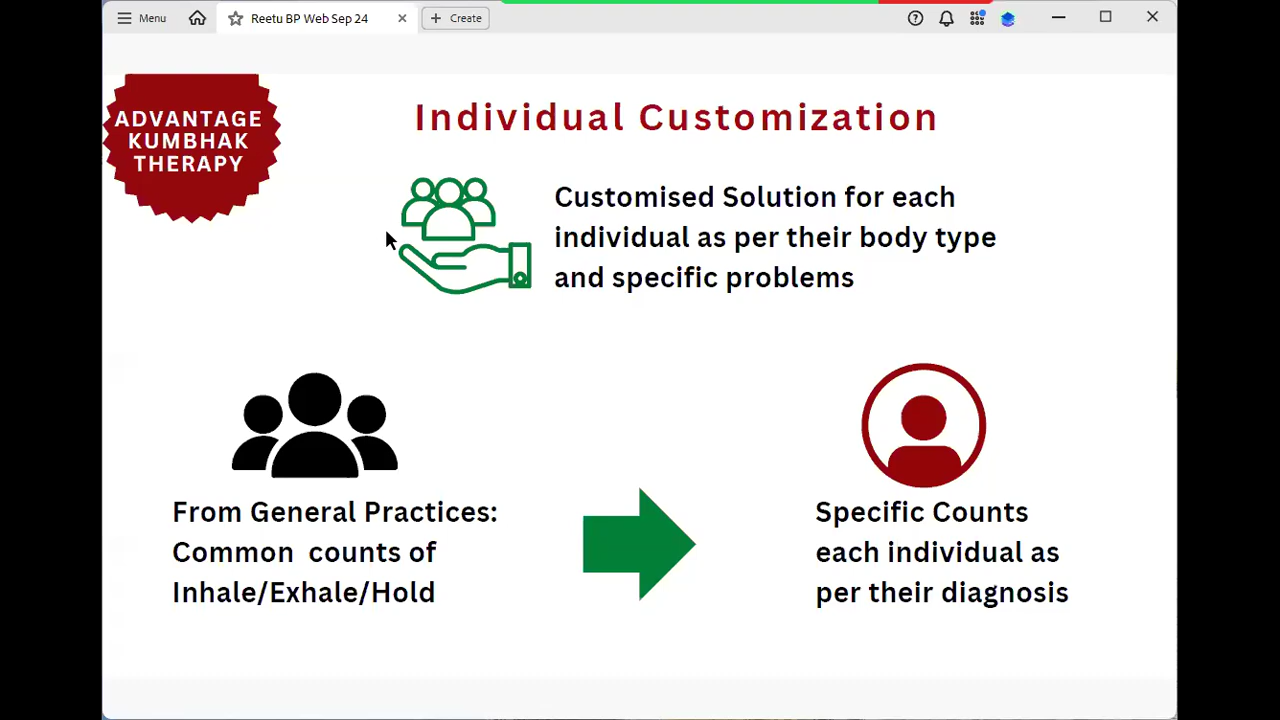 Menu
Reetu BP Web Sep 24
Create
ADVANTAGE
KUMBHAK
THERAPY
Individual Customization
Customised Solution for each
individual as per their body type
and specific problems
From General Practices:
Common counts of
Inhale/Exhale/Hold
Specific Counts
each individual as
per their diagnosis